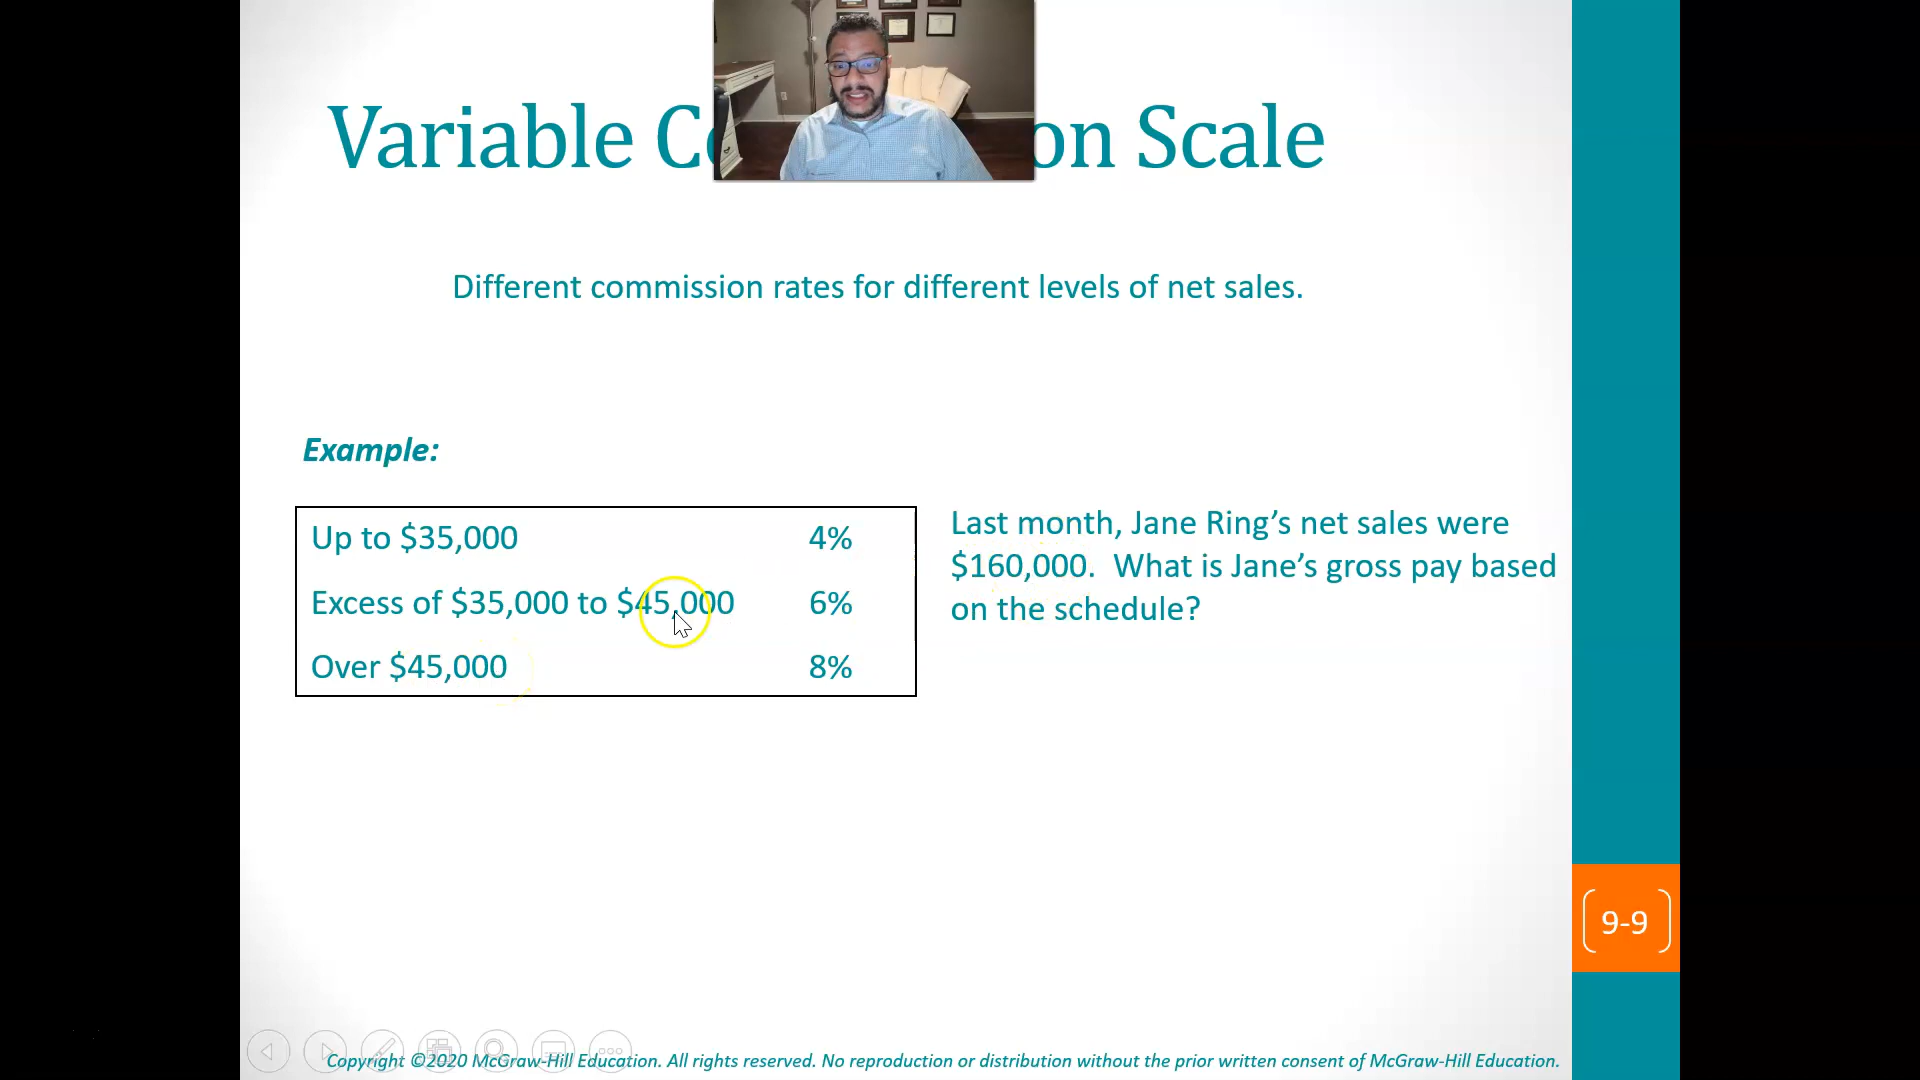 Variable C on Scale
Different commission rates for different levels of net sales.
Example:
Up to $35,000 4%
Excess of $35,000 to $45,000 6%
Over $45,000 8%
Last month, Jane Ring’s net sales were
$160,000. What is Jane’s gross pay based
on the schedule?
9-9
Copyright ©2020 McGraw-Hill Education. All rights reserved. No reproduction or distribution without the prior written consent of McGraw-Hill Education.